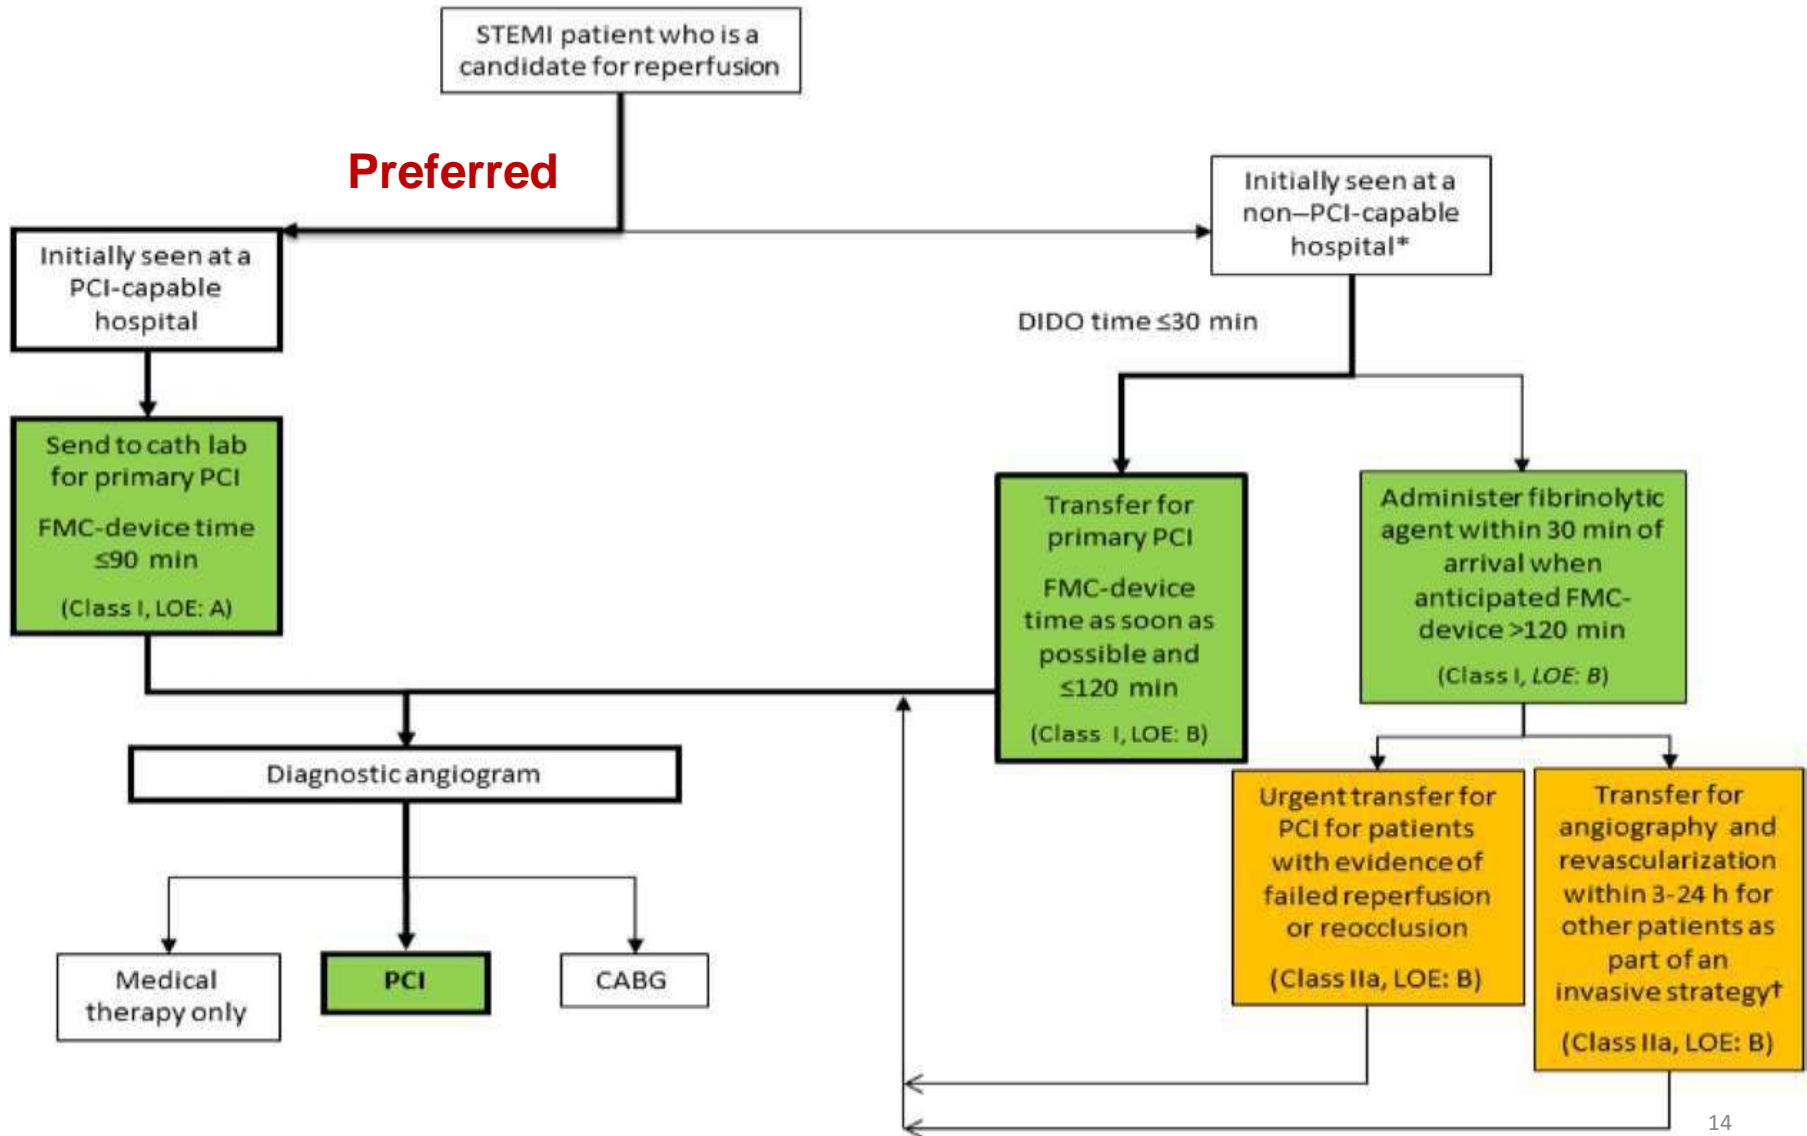 STEMI patient who is a
candidate for reperfusion
Preferred
Initially seen at a
non–PCI-capable
hospital*
Initially seen at a
PCI-capable
hospital
DIDO time ≤30 min
Send to cath lab
for primary PCI
FMC-device time
≤90 min
(Class I, LOE: A)
Transfer for
primary PCI
FMC-device
time as soon as
possible and
≤120 min
(Class I, LOE: B)
Administer fibrinolytic
agent within 30 min of
arrival when
anticipated FMC-
device >120 min
(Class I, LOE: B)
Diagnostic angiogram
Urgent transfer for
PCI for patients
with evidence of
failed reperfusion
or reocclusion
(Class IIa, LOE: B)
Transfer for
angiography and
revascularization
within 3-24 h for
other patients as
part of an
invasive strategy†
(Class IIa, LOE: B)
Medical
therapy only
PCI
CABG
14